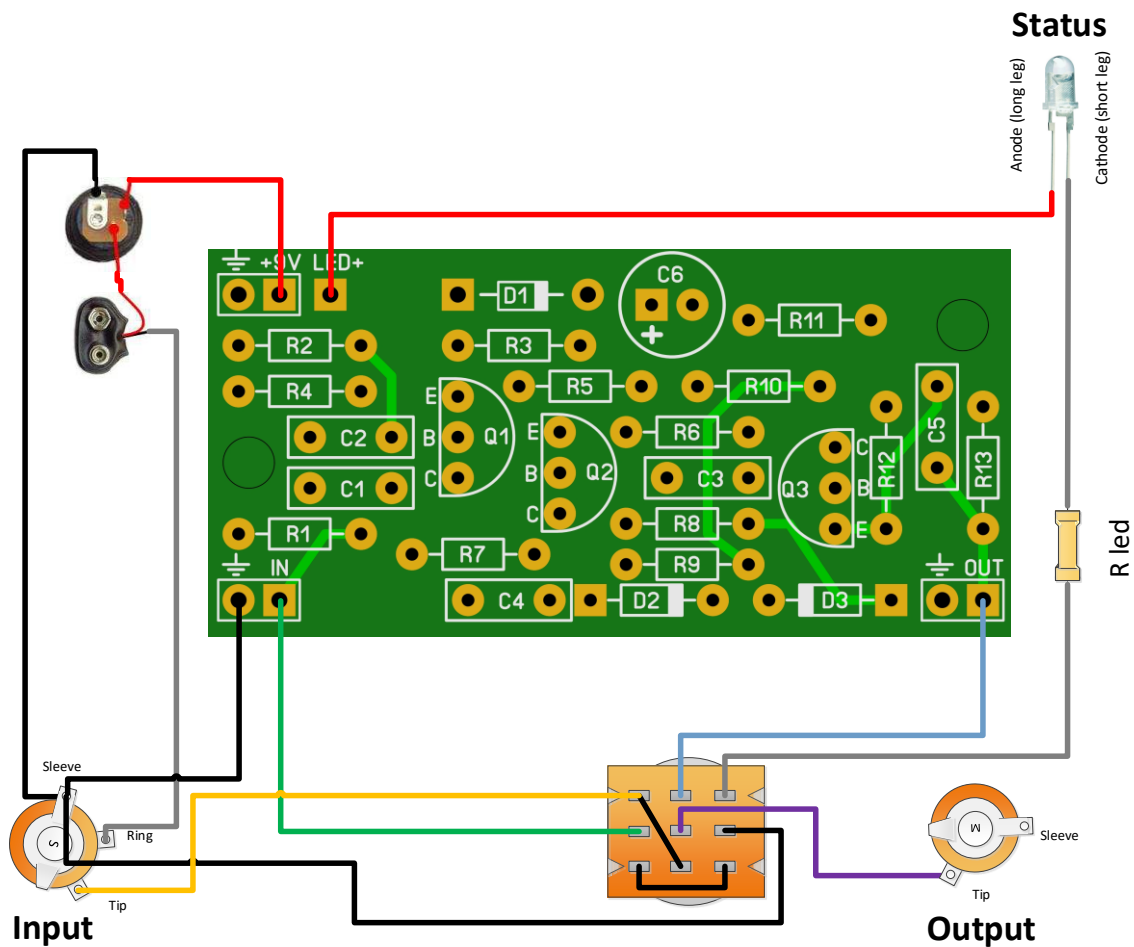 Status
Anode (long leg)
Cathode (short leg)
+9V LED+
D1
C6
+
R11
R2
R3
R4
R5
R10
E
B
C
Q1
C2
E
B
C
Q2
R6
C
B
E
Q3
R12
C5
R13
C1
C3
R1
R8
R7
R9
IN
OUT
C4
D2
D3
R led
Sleeve
Ring
S
Tip
Input
M
Sleeve
Tip
Output